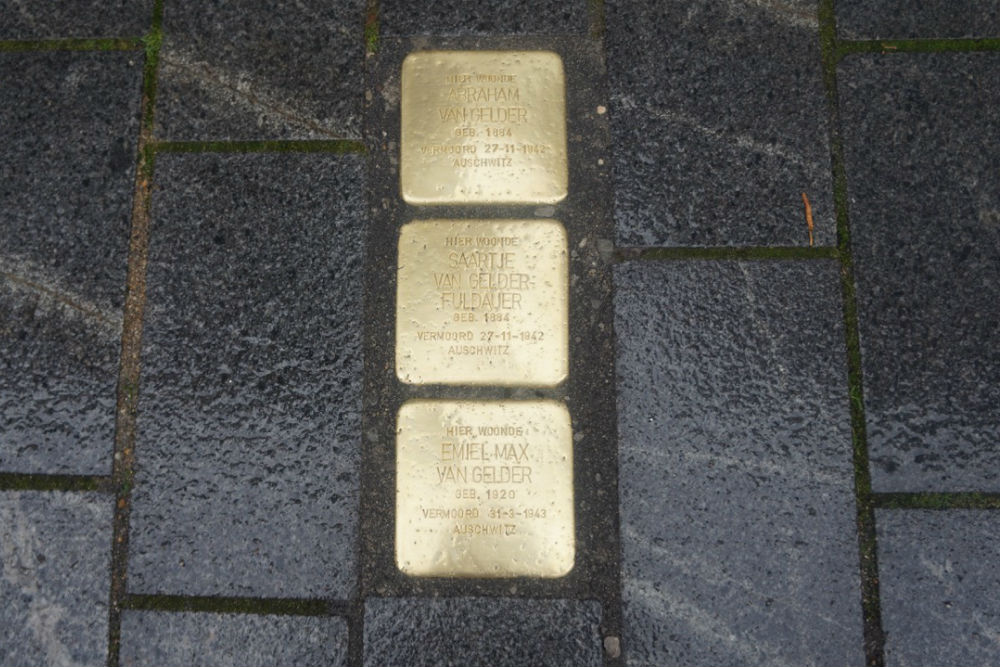 HIER WOONDE
ABRAHAM
VAN GELDER
GEB. 1884
VERMOORD 27-11-1942
AUSCHWITZ
HIER WOONDE
SAARTJE
VAN GELDER-
FULDAUER
GEB. 1884
VERMOORD 27-11-1942
AUSCHWITZ
HIER WOONDE
EMIEL MAX
VAN GELDER
GEB. 1920
VERMOORD 31-3-1943
AUSCHWITZ